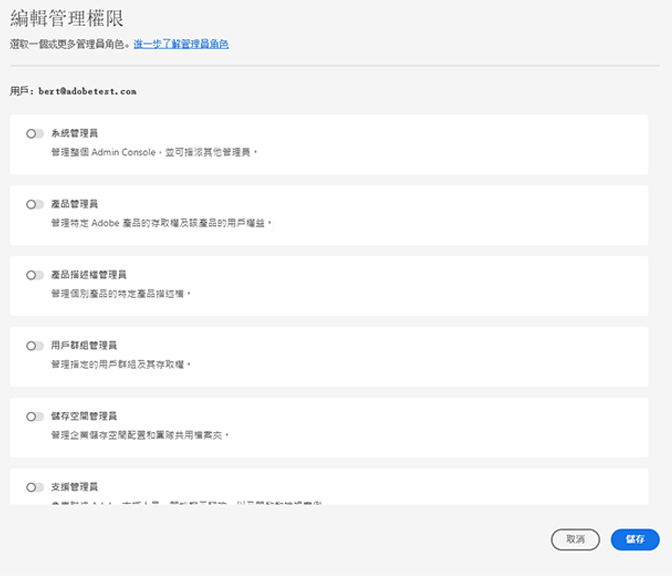 編輯管理權限
選取一個或更多管理員角色。進一步了解管理員角色
用戶：bert@adobetest.com
系統管理員
管理整個 Admin Console，並可指派其他管理員。
產品管理員
管理特定 Adobe 產品的存取權及該產品的用戶權益。
產品描述檔管理員
管理個別產品的特定產品描述檔。
用戶群組管理員
管理指定的用戶群組及其存取權。
儲存空間管理員
管理企業儲存空間配置和團隊共用檔案夾。
支援管理員
取消
儲存